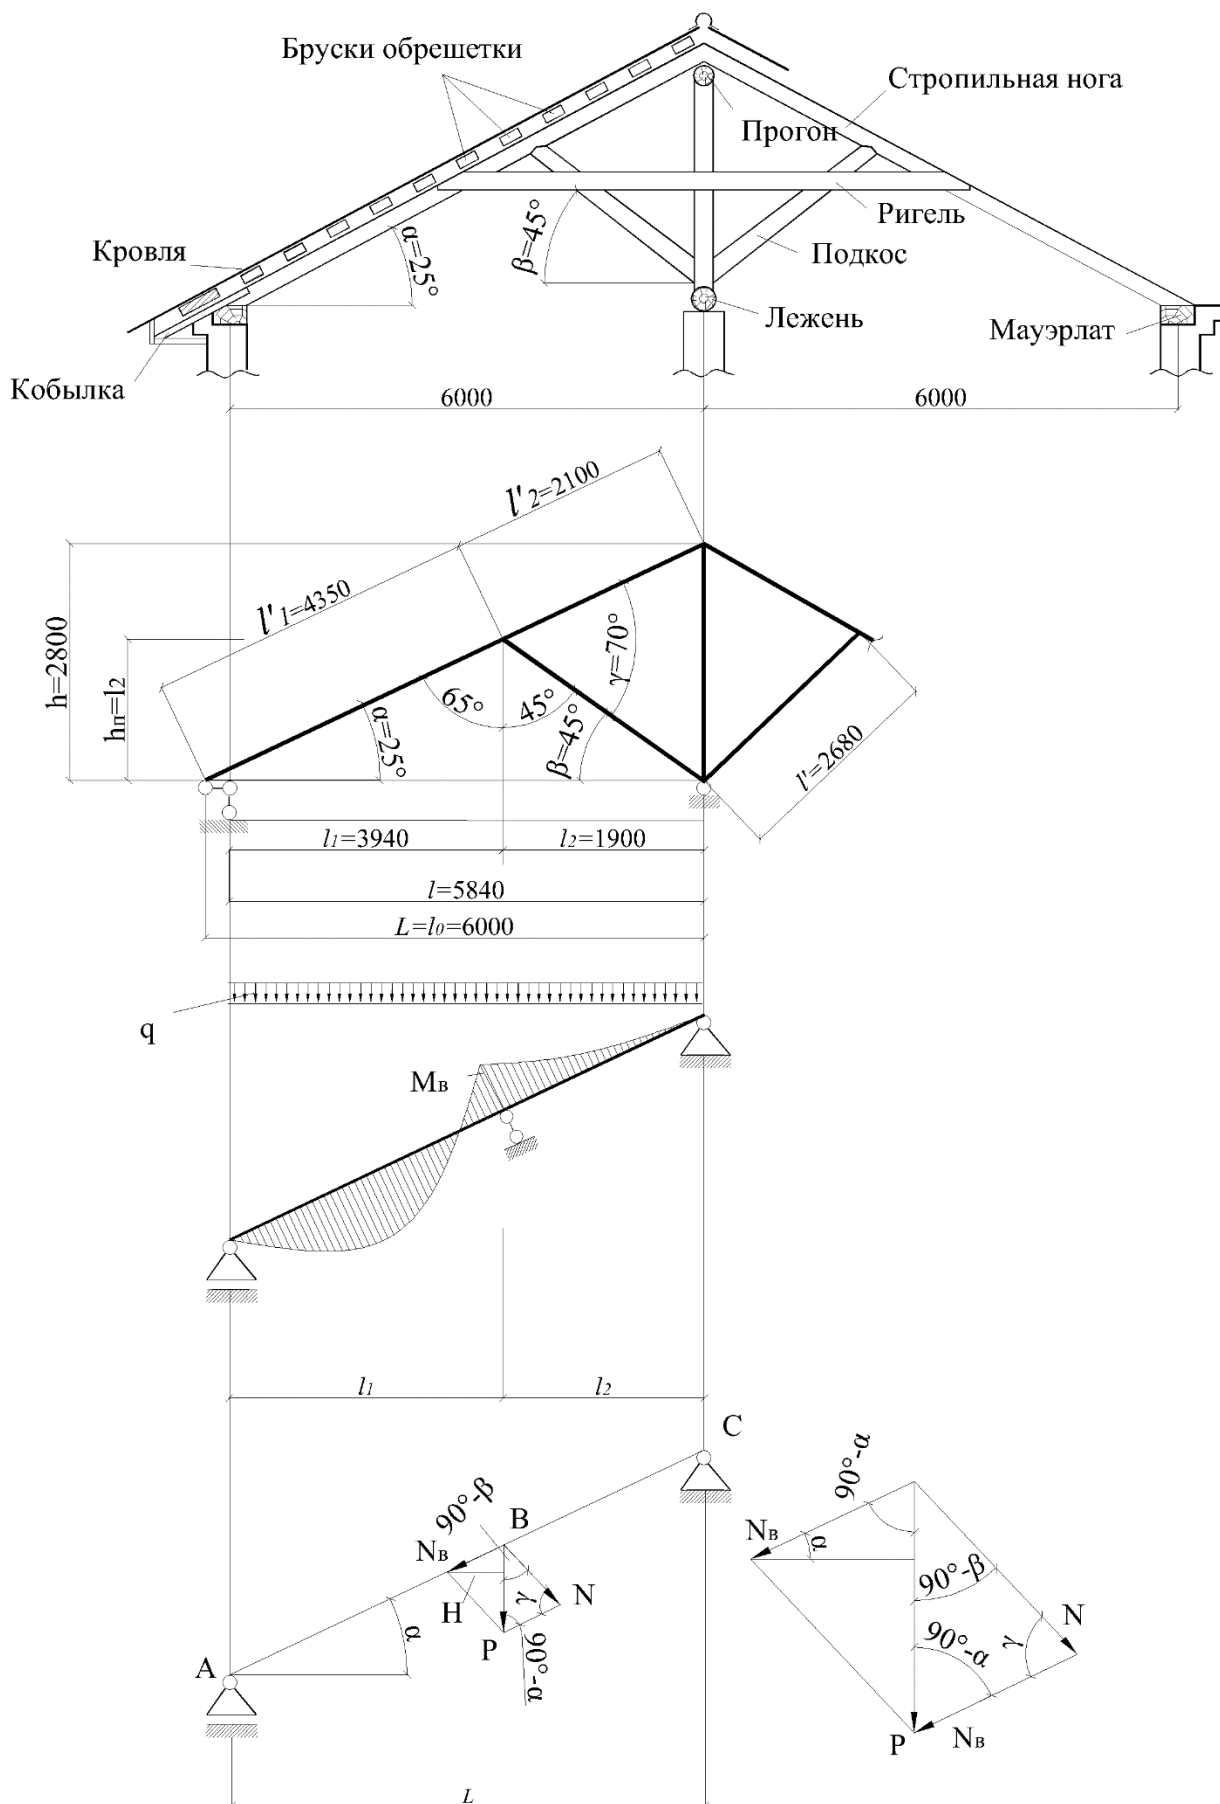 Бруски обрешетки
Стропильная нога
Прогон
Ригель
β=45°
Подкос
Кровля
α=25°
Лежень
Мауэрлат
Кобылка
6000
6000
l'2=2100
l'1=4350
h=2800
hп=l2
γ=70°
65°
45°
α=25°
β=45°
l'=2680
l1=3940
l2=1900
l=5840
L=l0=6000
q
Mв
l1
l2
C
90°-β
B
Nв
H
γ
N
P
α
90°-α
A
90°-α
Nв
α
90°-β
N
90°-α
γ
P
Nв
L